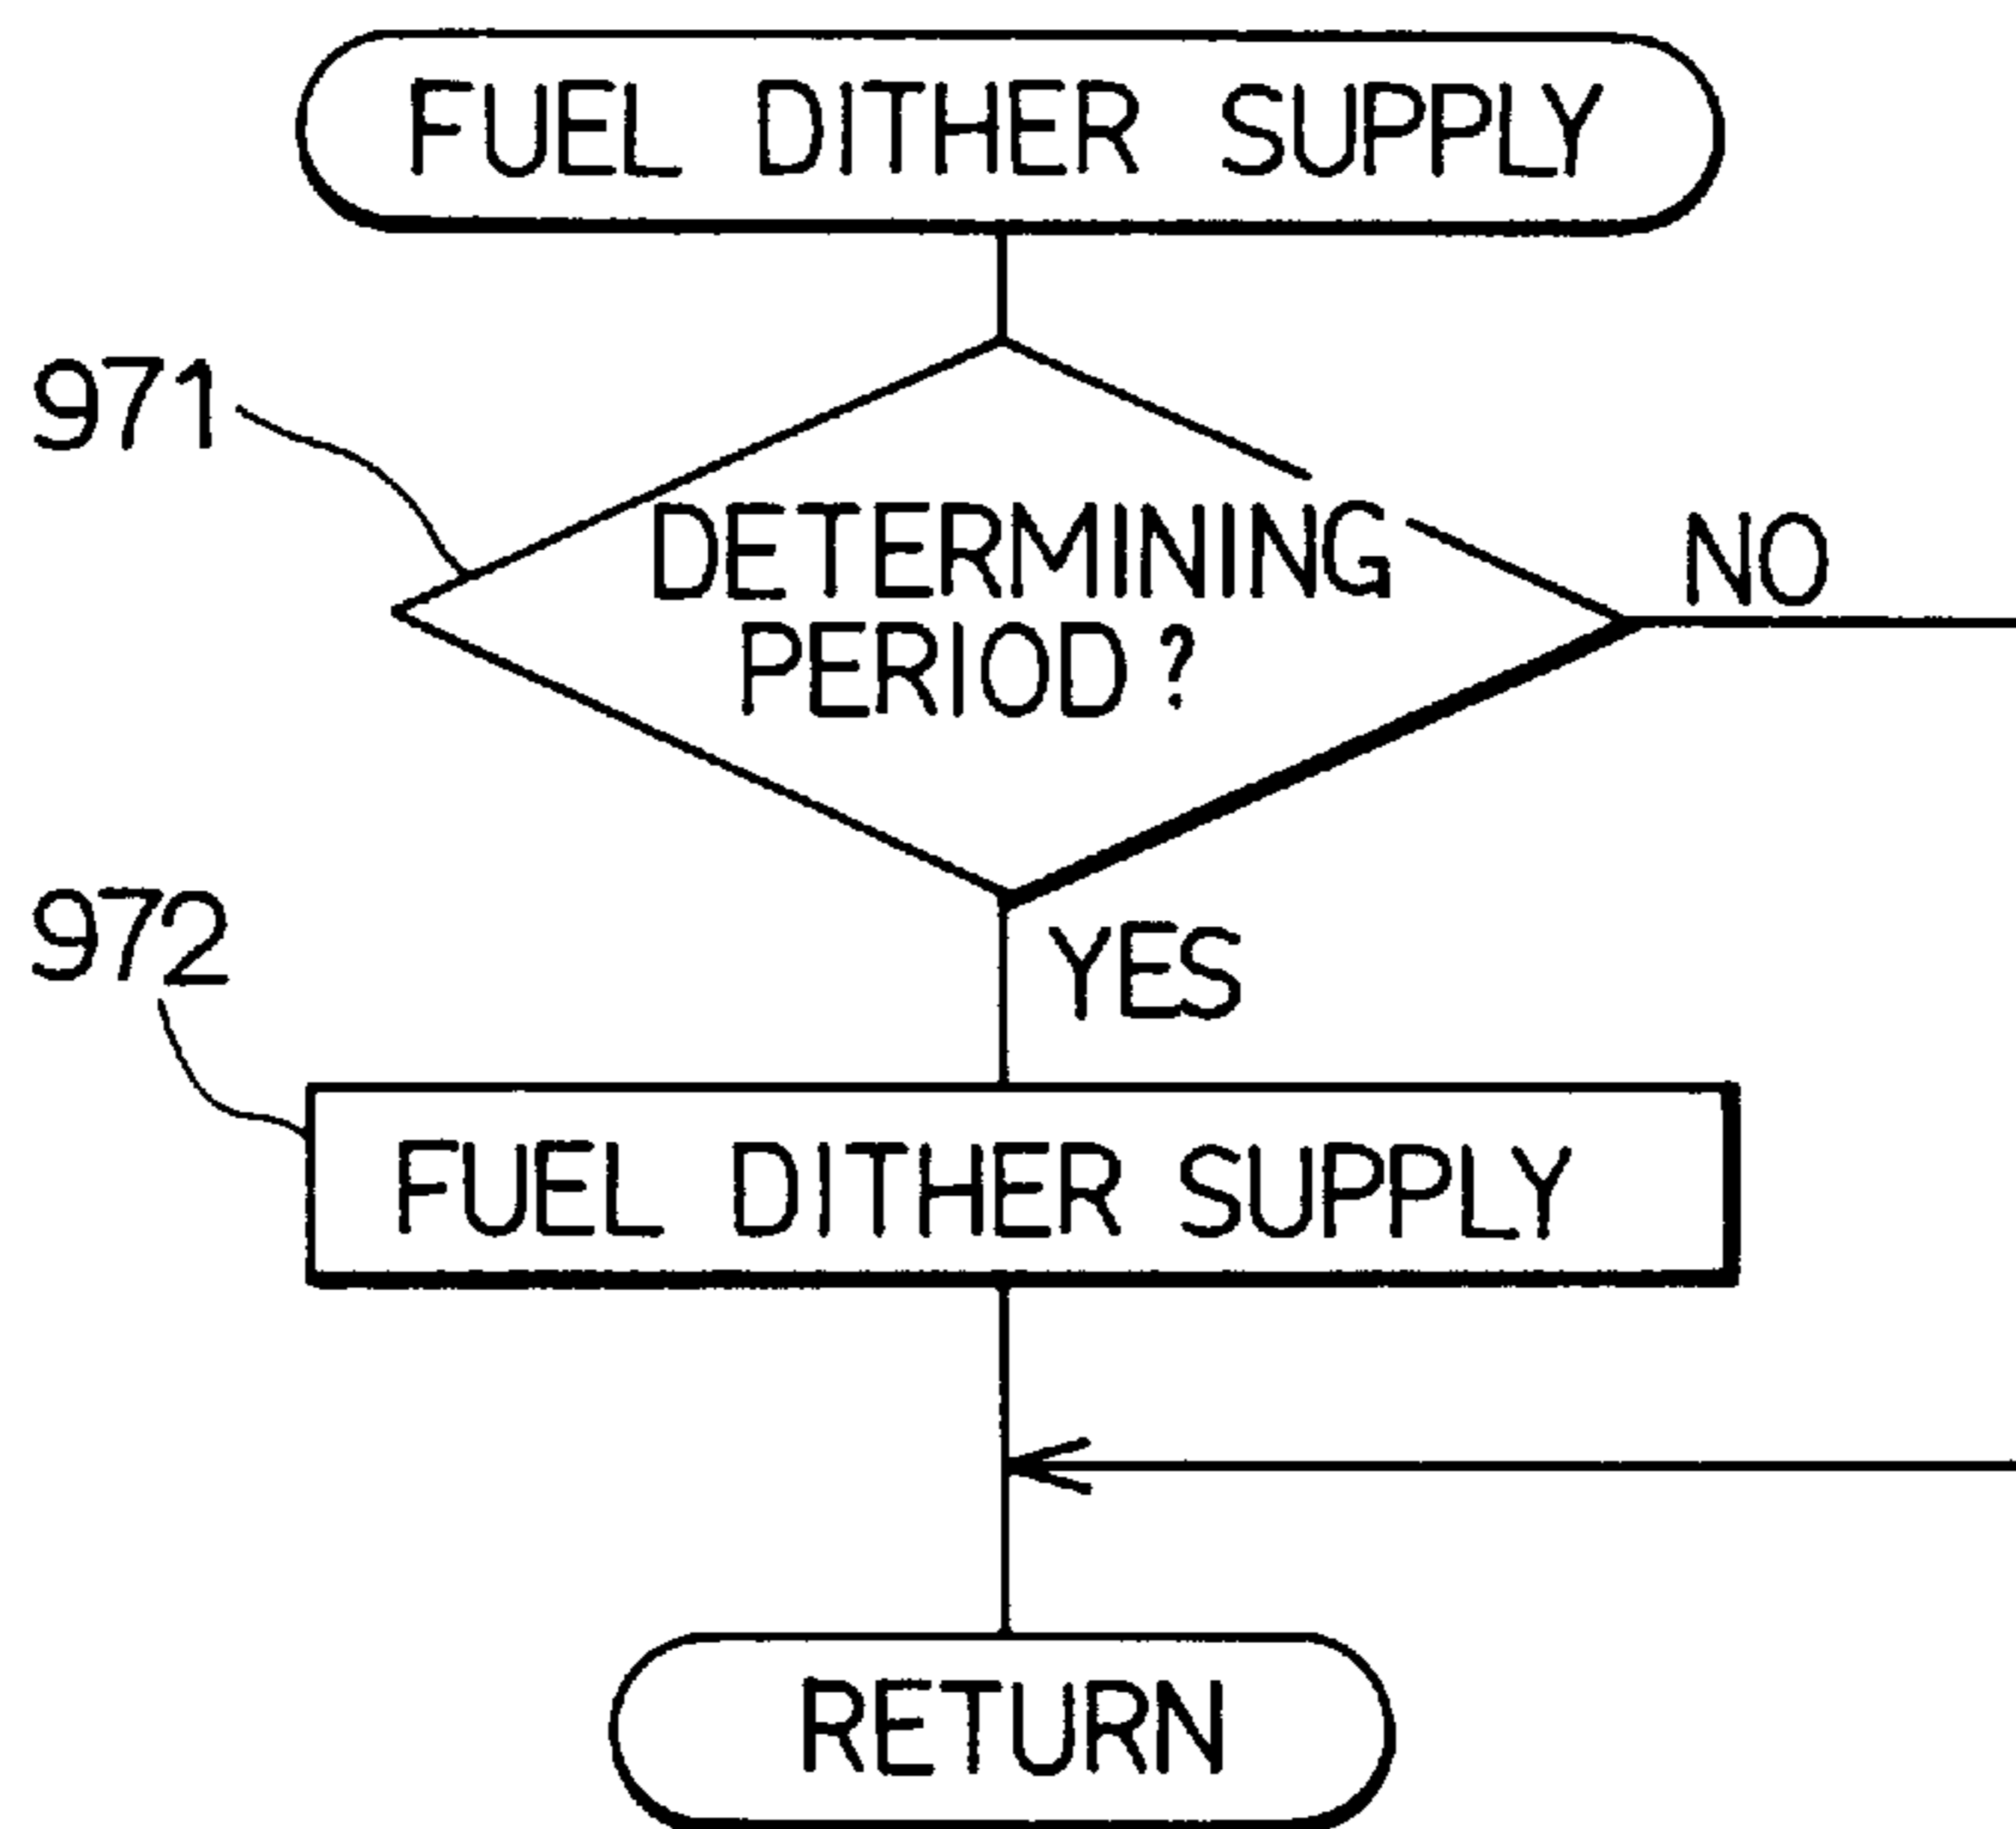 FUEL DITHER SUPPLY
971
DETERMINING
PERIOD?
NO
YES
972
FUEL DITHER SUPPLY
RETURN